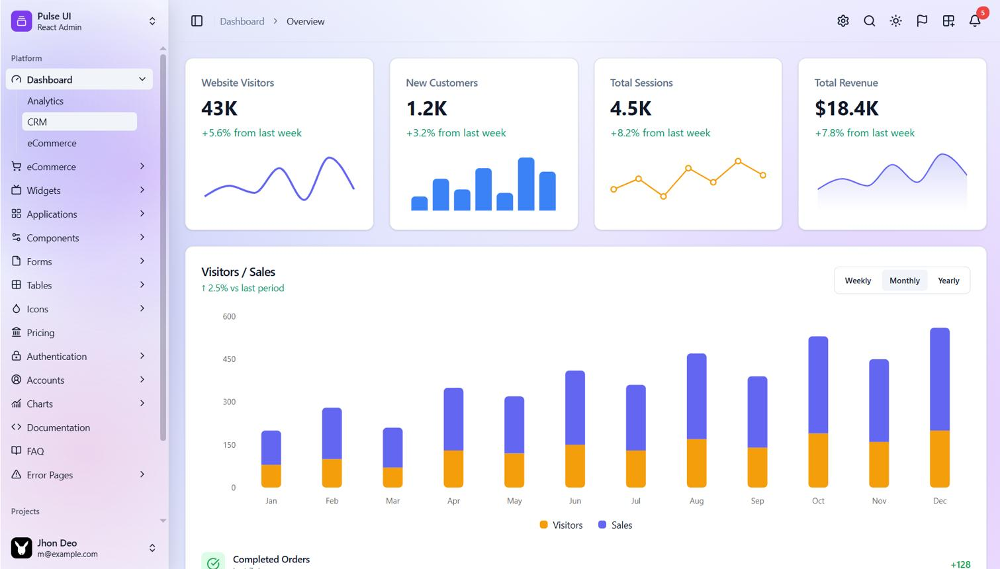 Pulse UI
React Admin
Platform
Dashboard
Analytics
CRM
eCommerce
eCommerce
Widgets
Applications
Components
Forms
Tables
Icons
Pricing
Authentication
Accounts
Charts
Documentation
FAQ
Error Pages
Projects
Jhon Deo
m@example.com
Dashboard Overview
5
Website Visitors
43K
+5.6% from last week
New Customers
1.2K
+3.2% from last week
Total Sessions
4.5K
+8.2% from last week
Total Revenue
$18.4K
+7.8% from last week
Visitors / Sales
↑ 2.5% vs last period
Weekly Monthly Yearly
600
450
300
150
0
Jan Feb Mar Apr May Jun Jul Aug Sep Oct Nov Dec
Visitors Sales
Completed Orders
+128